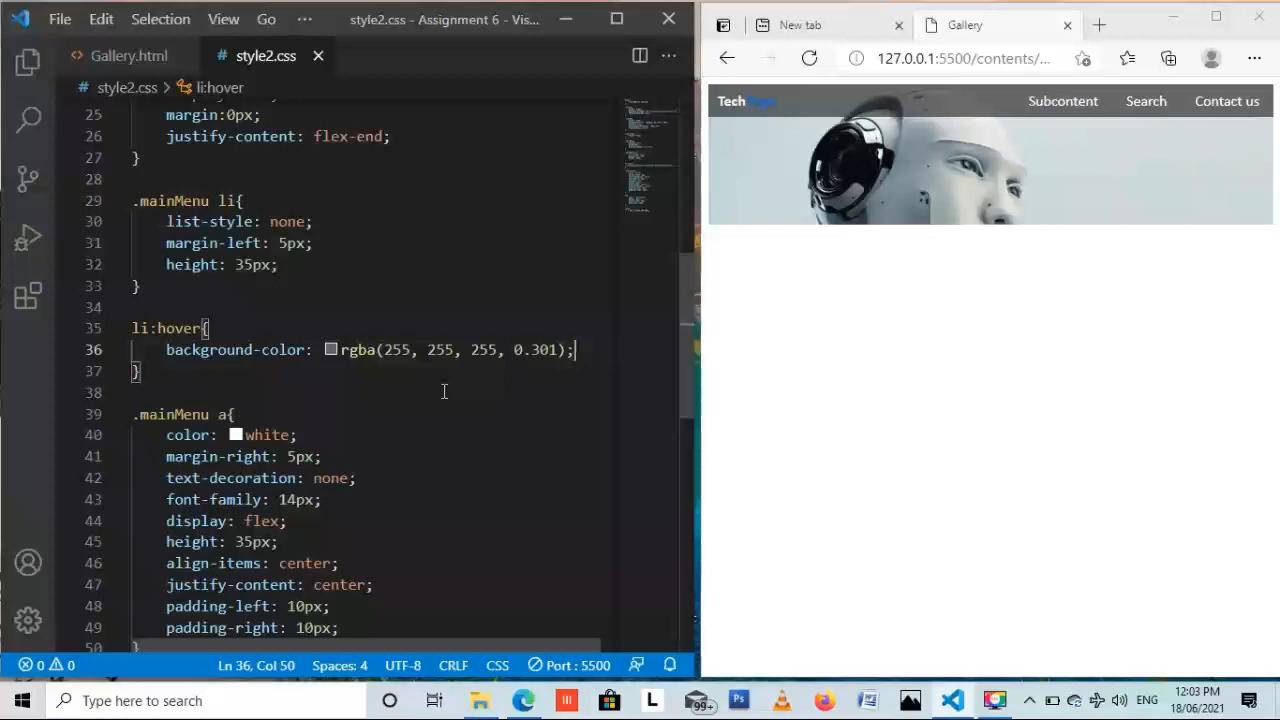 File Edit Selection View Go ··· style2.css - Assignment 6 - Vis...
Gallery.html # style2.css
# style2.css > li:hover
25 margin:0px;
26 justify-content: flex-end;
27 }
28
29 .mainMenu li{
30 list-style: none;
31 margin-left: 5px;
32 height: 35px;
33 }
34
35 li:hover{
36 background-color: rgba(255, 255, 255, 0.301);
37 }
38
39 .mainMenu a{
40 color: white;
41 margin-right: 5px;
42 text-decoration: none;
43 font-family: 14px;
44 display: flex;
45 height: 35px;
46 align-items: center;
47 justify-content: center;
48 padding-left: 10px;
49 padding-right: 10px;
50 }
0 0 Ln 36, Col 50 Spaces: 4 UTF-8 CRLF CSS Port : 5500
New tab Gallery
127.0.0.1:5500/contents/...
TechPage Subcontent Search Contact us
Type here to search
L 99+ Ps ENG 12:03 PM
18/06/2021